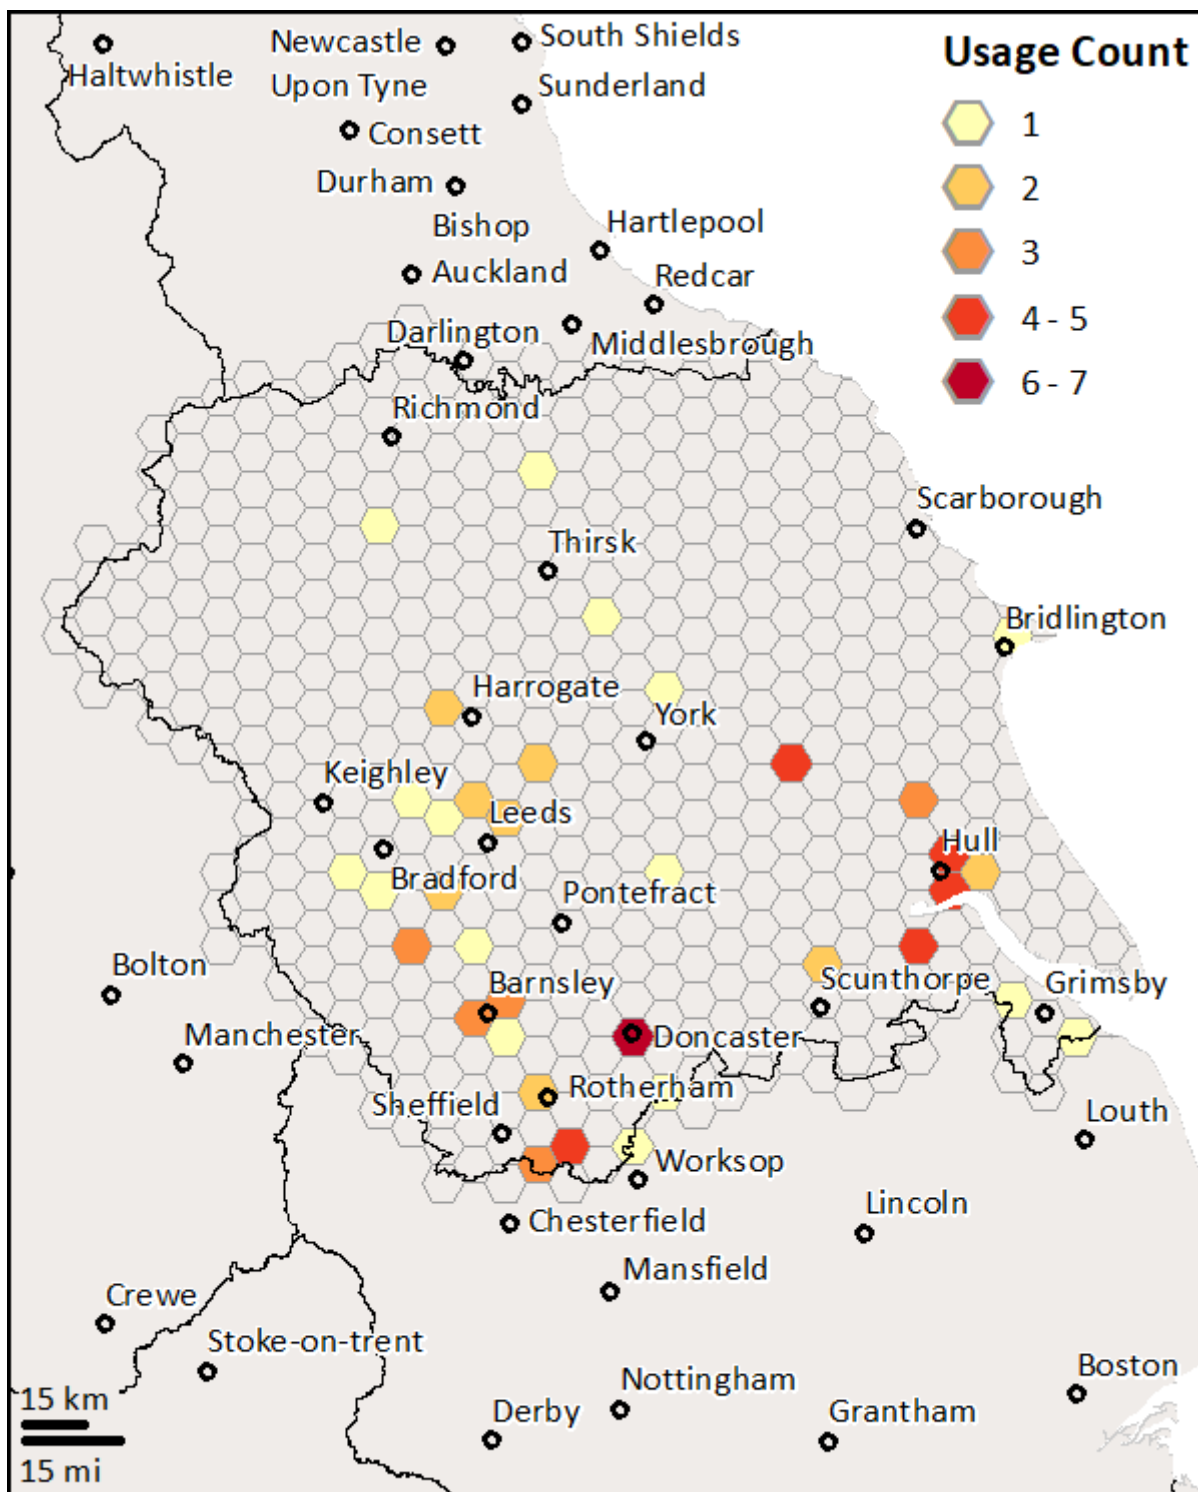 Usage Count
1
2
3
4 - 5
6 - 7
Haltwhistle
Newcastle
Upon Tyne
South Shields
Sunderland
Consett
Durham
Bishop
Auckland
Hartlepool
Redcar
Darlington
Middlesbrough
Richmond
Scarborough
Thirsk
Bridlington
Harrogate
York
Keighley
Leeds
Hull
Bradford
Pontefract
Bolton
Barnsley
Scunthorpe
Grimsby
Manchester
Doncaster
Rotherham
Sheffield
Louth
Worksop
Lincoln
Chesterfield
Mansfield
Crewe
Stoke-on-trent
Nottingham
Boston
Derby
Grantham
15 km
15 mi